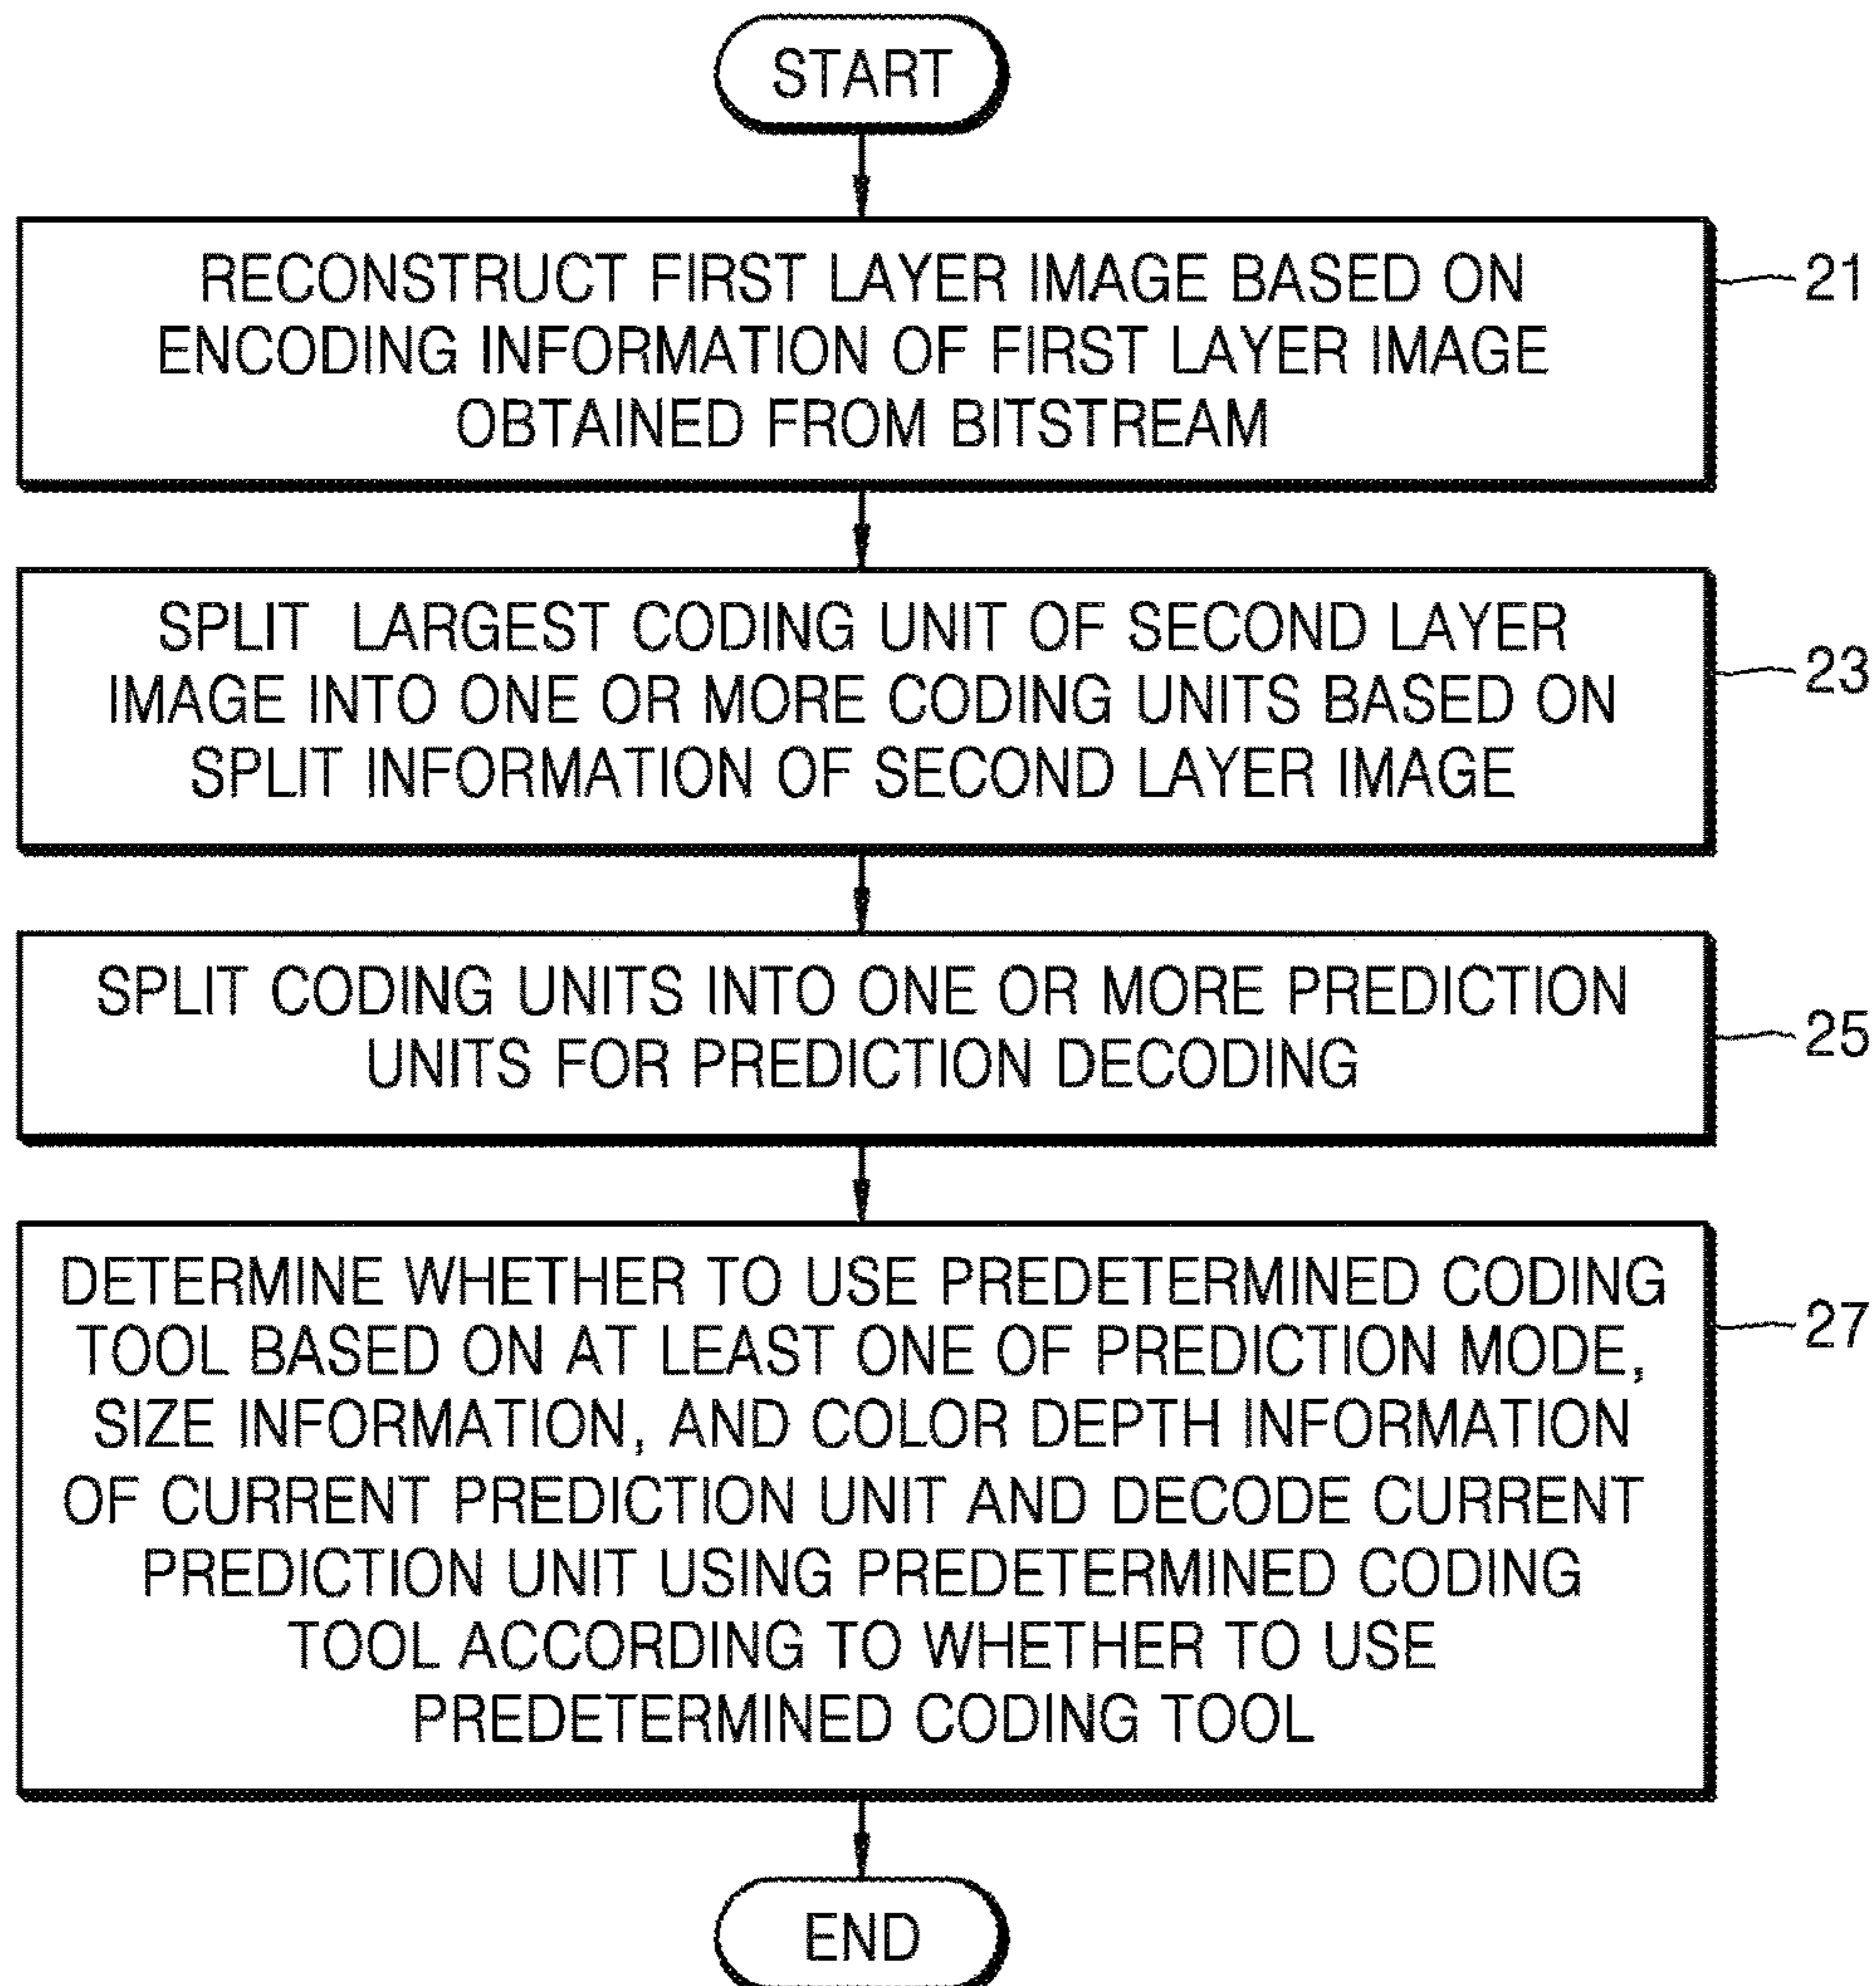 START
RECONSTRUCT FIRST LAYER IMAGE BASED ON
ENCODING INFORMATION OF FIRST LAYER IMAGE
OBTAINED FROM BITSTREAM
21
SPLIT LARGEST CODING UNIT OF SECOND LAYER
IMAGE INTO ONE OR MORE CODING UNITS BASED ON
SPLIT INFORMATION OF SECOND LAYER IMAGE
23
SPLIT CODING UNITS INTO ONE OR MORE PREDICTION
UNITS FOR PREDICTION DECODING
25
DETERMINE WHETHER TO USE PREDETERMINED CODING
TOOL BASED ON AT LEAST ONE OF PREDICTION MODE,
SIZE INFORMATION, AND COLOR DEPTH INFORMATION
OF CURRENT PREDICTION UNIT AND DECODE CURRENT
PREDICTION UNIT USING PREDETERMINED CODING
TOOL ACCORDING TO WHETHER TO USE
PREDETERMINED CODING TOOL
27
END